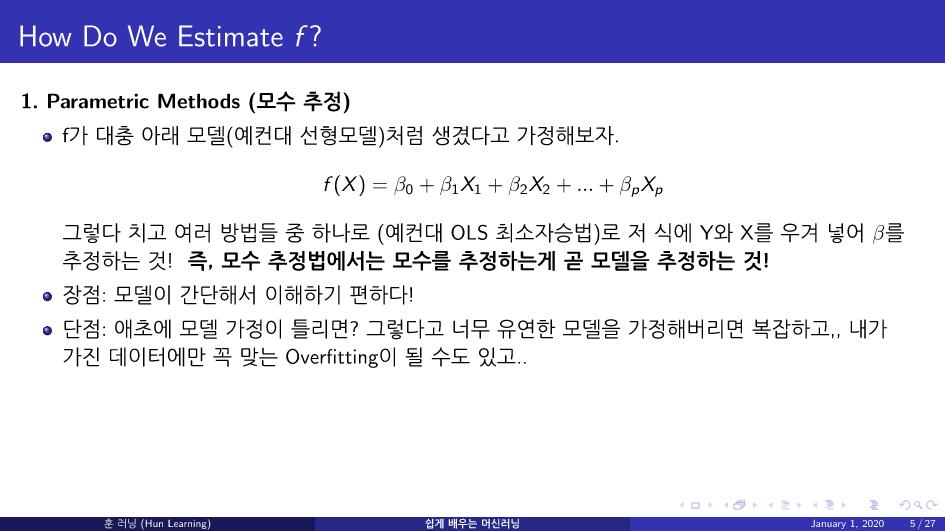 How Do We Estimate f?
1. Parametric Methods (모수 추정)
f가 대충 아래 모델(예컨대 선형모델)처럼 생겼다고 가정해보자.
f(X) = β₀ + β₁X₁ + β₂X₂ + ... + βₚXₚ
그렇다 치고 여러 방법들 중 하나로 (예컨대 OLS 최소자승법)로 저 식에 Y와 X를 우겨 넣어 β를
추정하는 것! 즉, 모수 추정법에서는 모수를 추정하는게 곧 모델을 추정하는 것!
장점: 모델이 간단해서 이해하기 편하다!
단점: 애초에 모델 가정이 틀리면? 그렇다고 너무 유연한 모델을 가정해버리면 복잡하고,, 내가
가진 데이터에만 꼭 맞는 Overfitting이 될 수도 있고..
훈 러닝 (Hun Learning) 쉽게 배우는 머신러닝 January 1, 2020 5 / 27